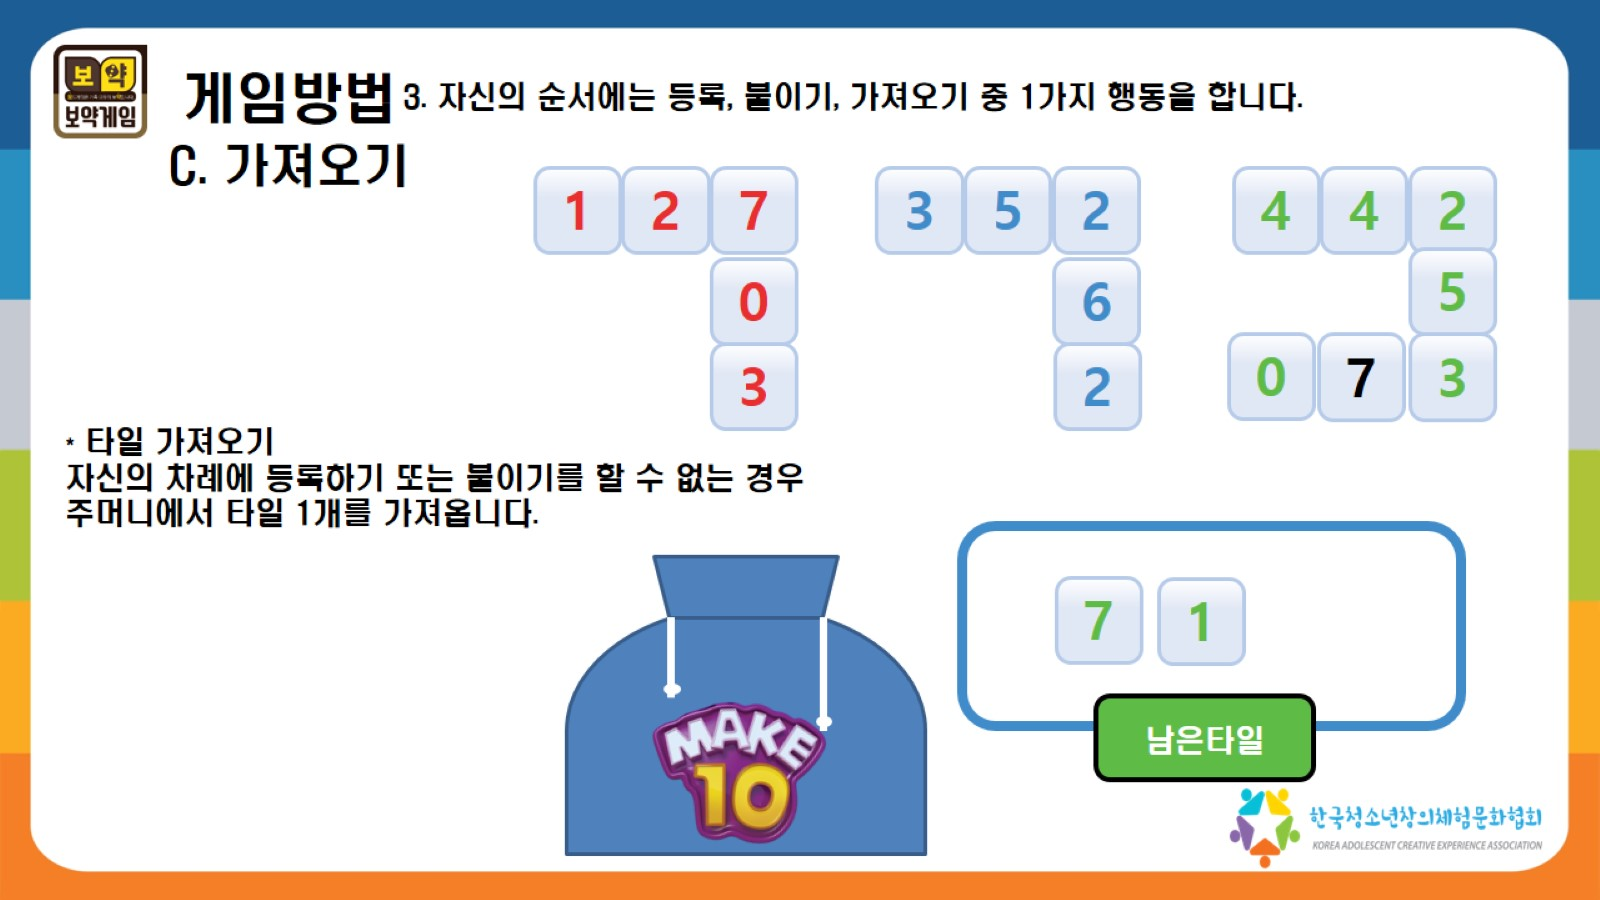 보약
보약게임
게임방법 3. 자신의 순서에는 등록, 붙이기, 가져오기 중 1가지 행동을 합니다.
C. 가져오기
1 2 7
0
3
3 5 2
6
2
4 4 2
5
0 7 3
* 타일 가져오기
자신의 차례에 등록하기 또는 붙이기를 할 수 없는 경우
주머니에서 타일 1개를 가져옵니다.
MAKE
10
7 1
남은타일
한국청소년창의체험문화협회
KOREA ADOLESCENT CREATIVE EXPERIENCE ASSOCIATION